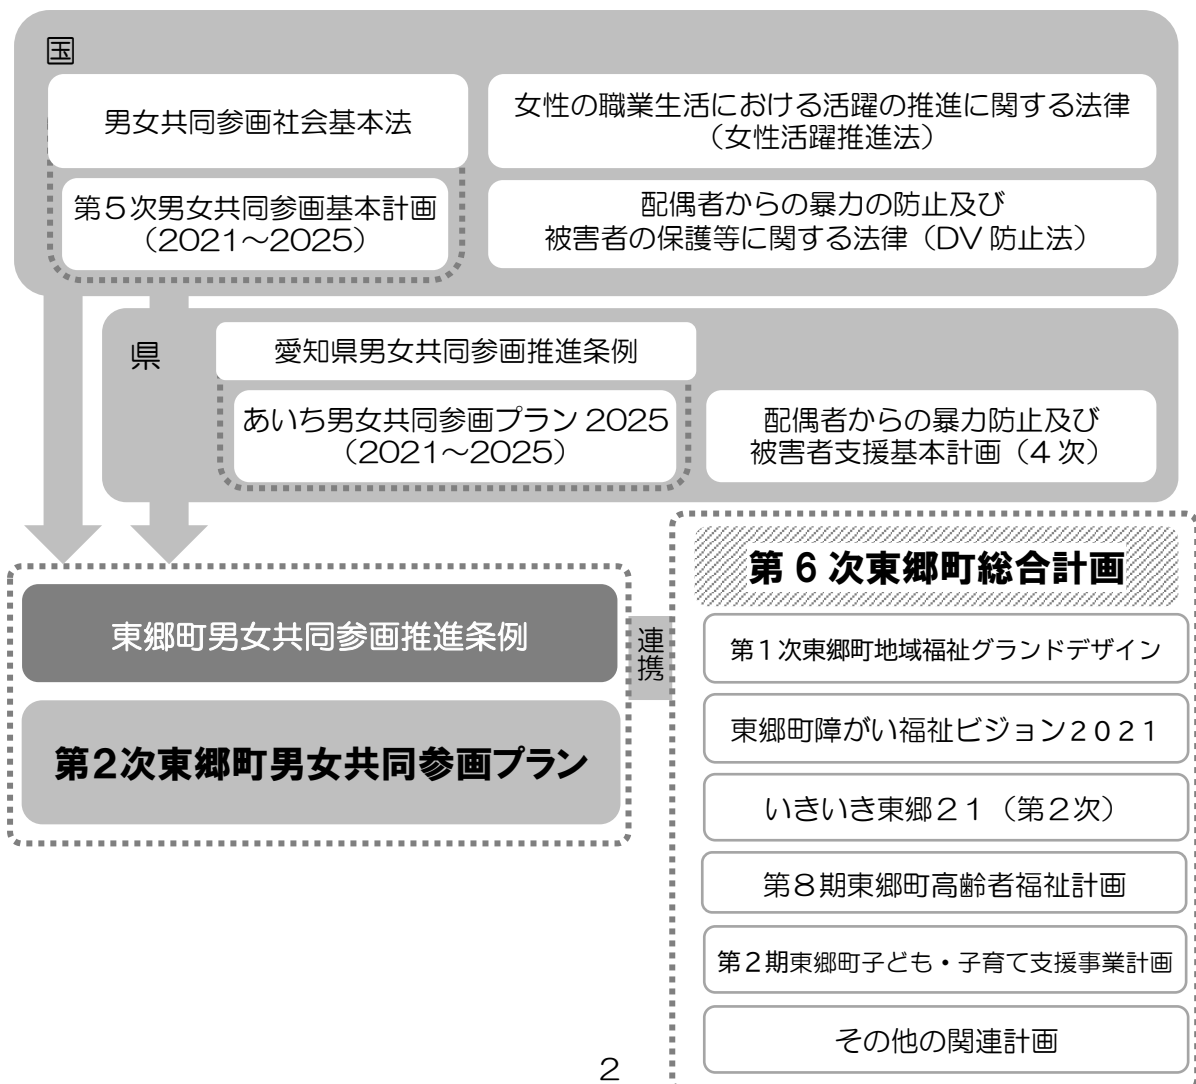 国
男女共同参画社会基本法
女性の職業生活における活躍の推進に関する法律
（女性活躍推進法）
第５次男女共同参画基本計画
（2021～2025）
配偶者からの暴力の防止及び
被害者の保護等に関する法律（DV 防止法）
県
愛知県男女共同参画推進条例
あいち男女共同参画プラン 2025
（2021～2025）
配偶者からの暴力防止及び
被害者支援基本計画（4 次）
東郷町男女共同参画推進条例
第２次東郷町男女共同参画プラン
連携
第 6 次東郷町総合計画
第１次東郷町地域福祉グランドデザイン
東郷町障がい福祉ビジョン２０２１
いきいき東郷２１（第２次）
第８期東郷町高齢者福祉計画
第２期東郷町子ども・子育て支援事業計画
その他の関連計画
2